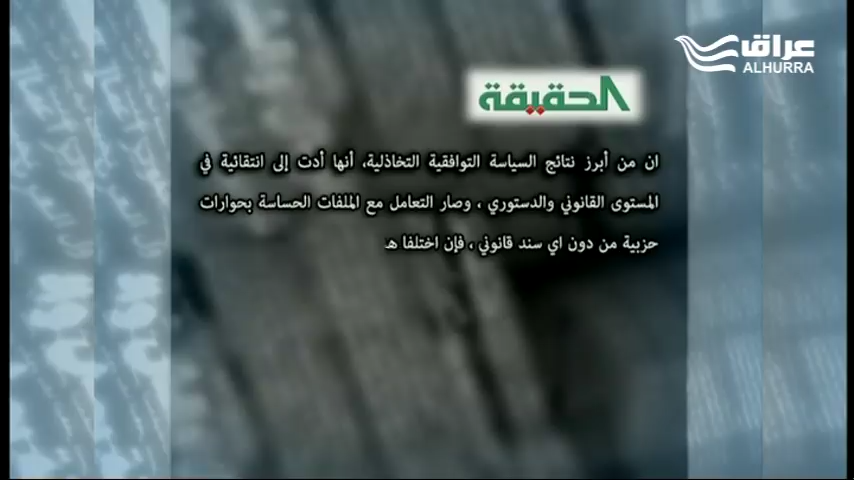 عراق
ALHURRA
الحقيقة
ان من أبرز نتائج السياسة التوافقية التخاذلية، أنها أدت إلى انتقائية في
المستوى القانوني والدستوري ، وصار التعامل مع الملفات الحساسة بحوارات
حزبية من دون اي سند قانوني ، فإن اختلفا هـ